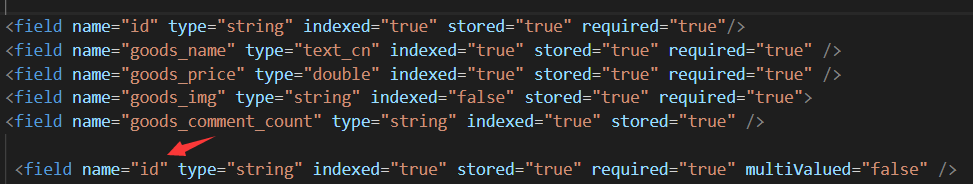 <field name="id" type="string" indexed="true" stored="true" required="true"/>
<field name="goods_name" type="text_cn" indexed="true" stored="true" required="true" />
<field name="goods_price" type="double" indexed="true" stored="true" required="true" />
<field name="goods_img" type="string" indexed="false" stored="true" required="true">
<field name="goods_comment_count" type="string" indexed="true" stored="true" />
<field name="id" type="string" indexed="true" stored="true" required="true" multiValued="false" />